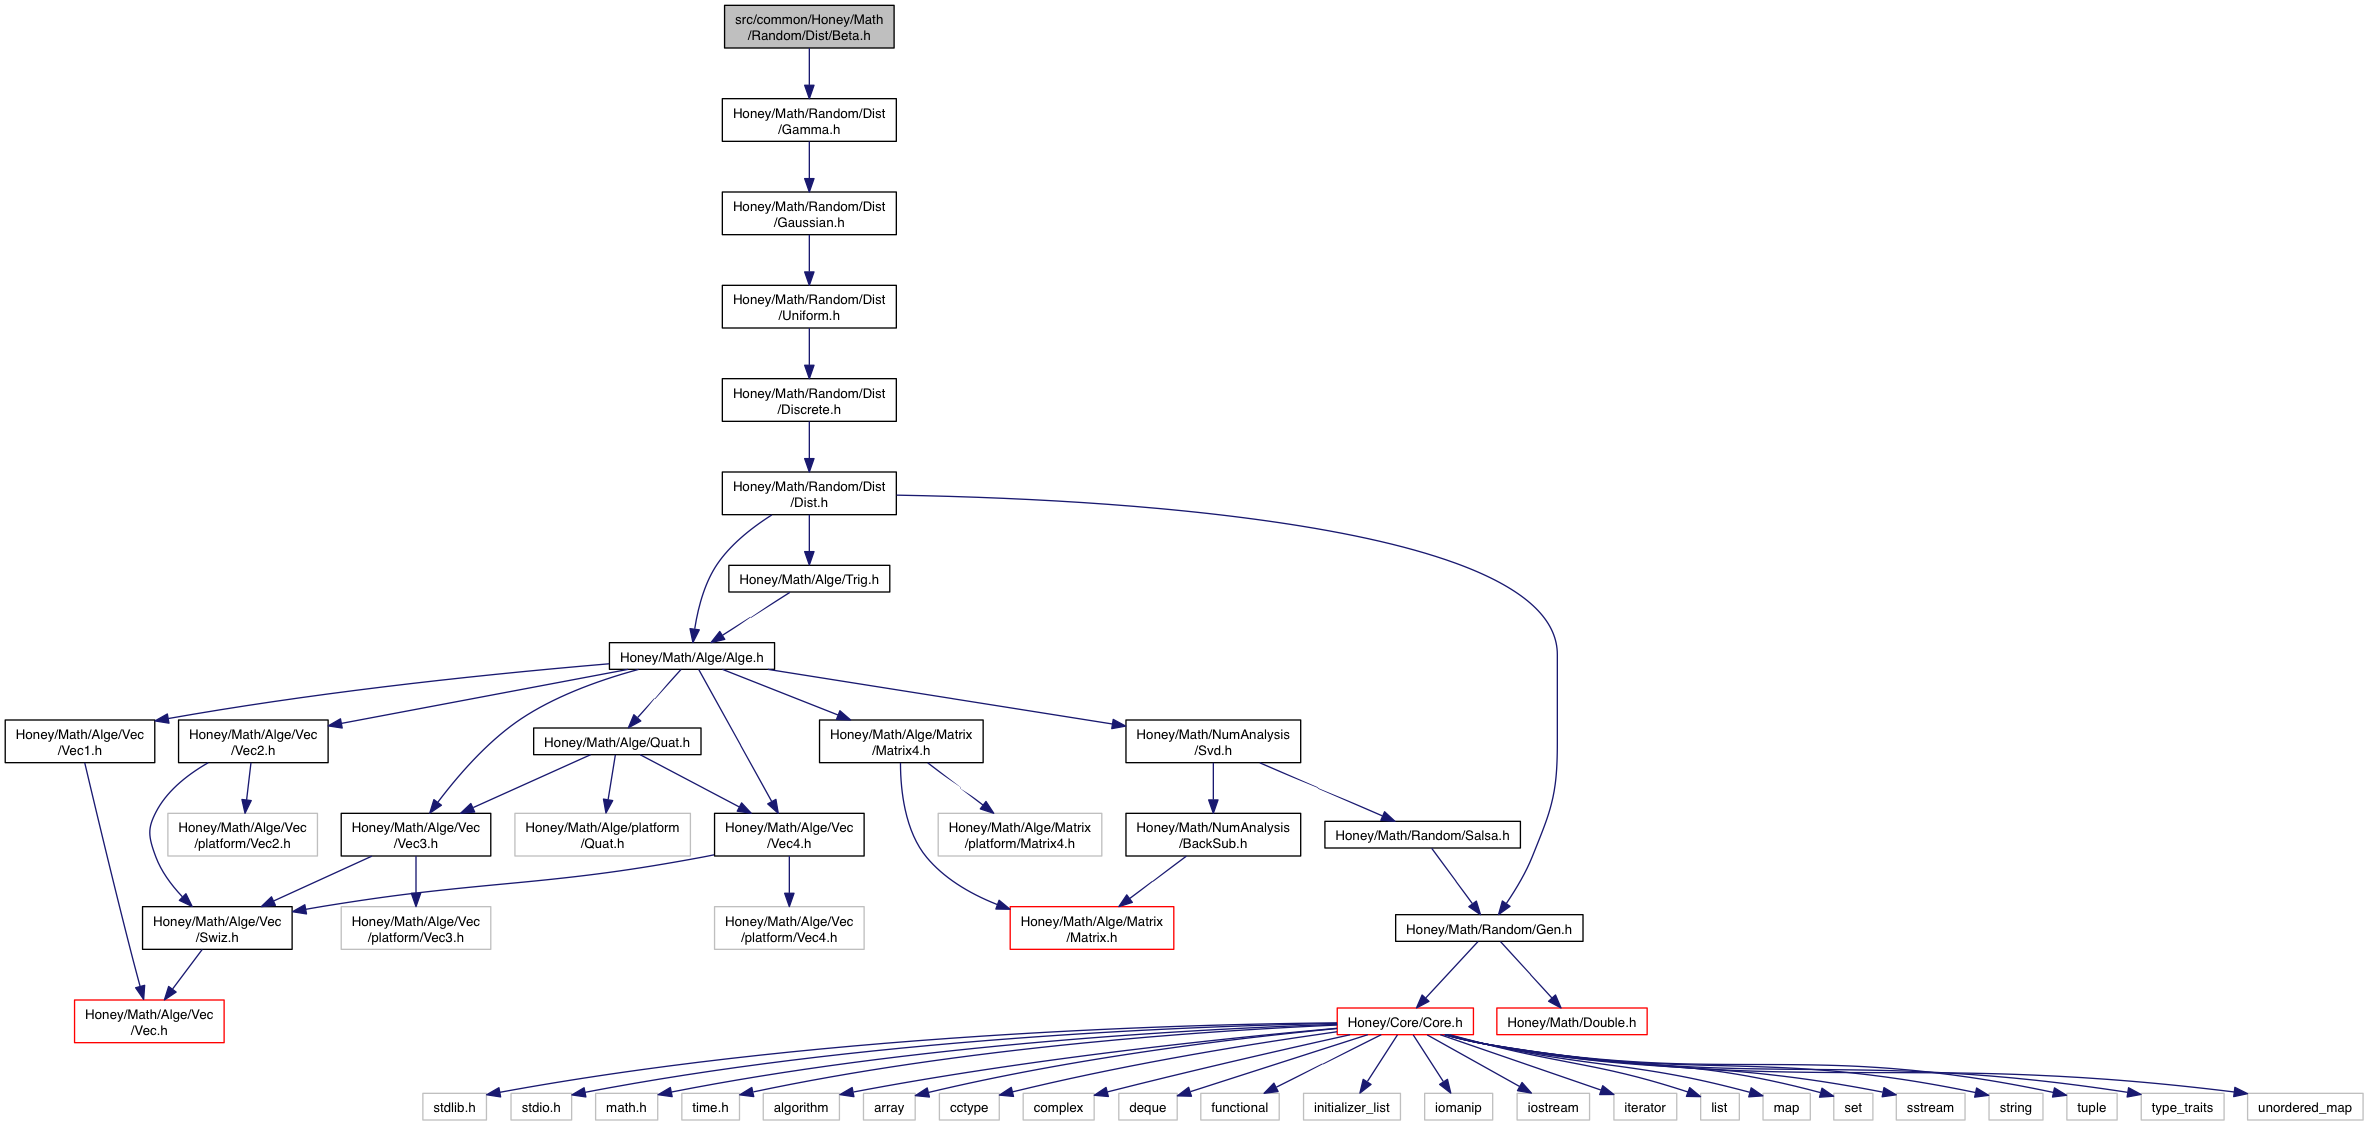 src/common/Honey/Math
/Random/Dist/Beta.h
Honey/Math/Random/Dist
/Gamma.h
Honey/Math/Random/Dist
/Gaussian.h
Honey/Math/Random/Dist
/Uniform.h
Honey/Math/Random/Dist
/Discrete.h
Honey/Math/Random/Dist
/Dist.h
Honey/Math/Alge/Trig.h
Honey/Math/Alge/Alge.h
Honey/Math/Alge/Vec
/Vec1.h
Honey/Math/Alge/Vec
/Vec2.h
Honey/Math/Alge/Quat.h
Honey/Math/Alge/Matrix
/Matrix4.h
Honey/Math/NumAnalysis
/Svd.h
Honey/Math/Alge/Vec
/platform/Vec2.h
Honey/Math/Alge/Vec
/Vec3.h
Honey/Math/Alge/platform
/Quat.h
Honey/Math/Alge/Vec
/Vec4.h
Honey/Math/Alge/Matrix
/platform/Matrix4.h
Honey/Math/NumAnalysis
/BackSub.h
Honey/Math/Random/Salsa.h
Honey/Math/Alge/Vec
/Swiz.h
Honey/Math/Alge/Vec
/platform/Vec3.h
Honey/Math/Alge/Vec
/platform/Vec4.h
Honey/Math/Alge/Matrix
/Matrix.h
Honey/Math/Random/Gen.h
Honey/Math/Alge/Vec
/Vec.h
Honey/Core/Core.h
Honey/Math/Double.h
stdlib.h
stdio.h
math.h
time.h
algorithm
array
cctype
complex
deque
functional
initializer_list
iomanip
iostream
iterator
list
map
set
sstream
string
tuple
type_traits
unordered_map